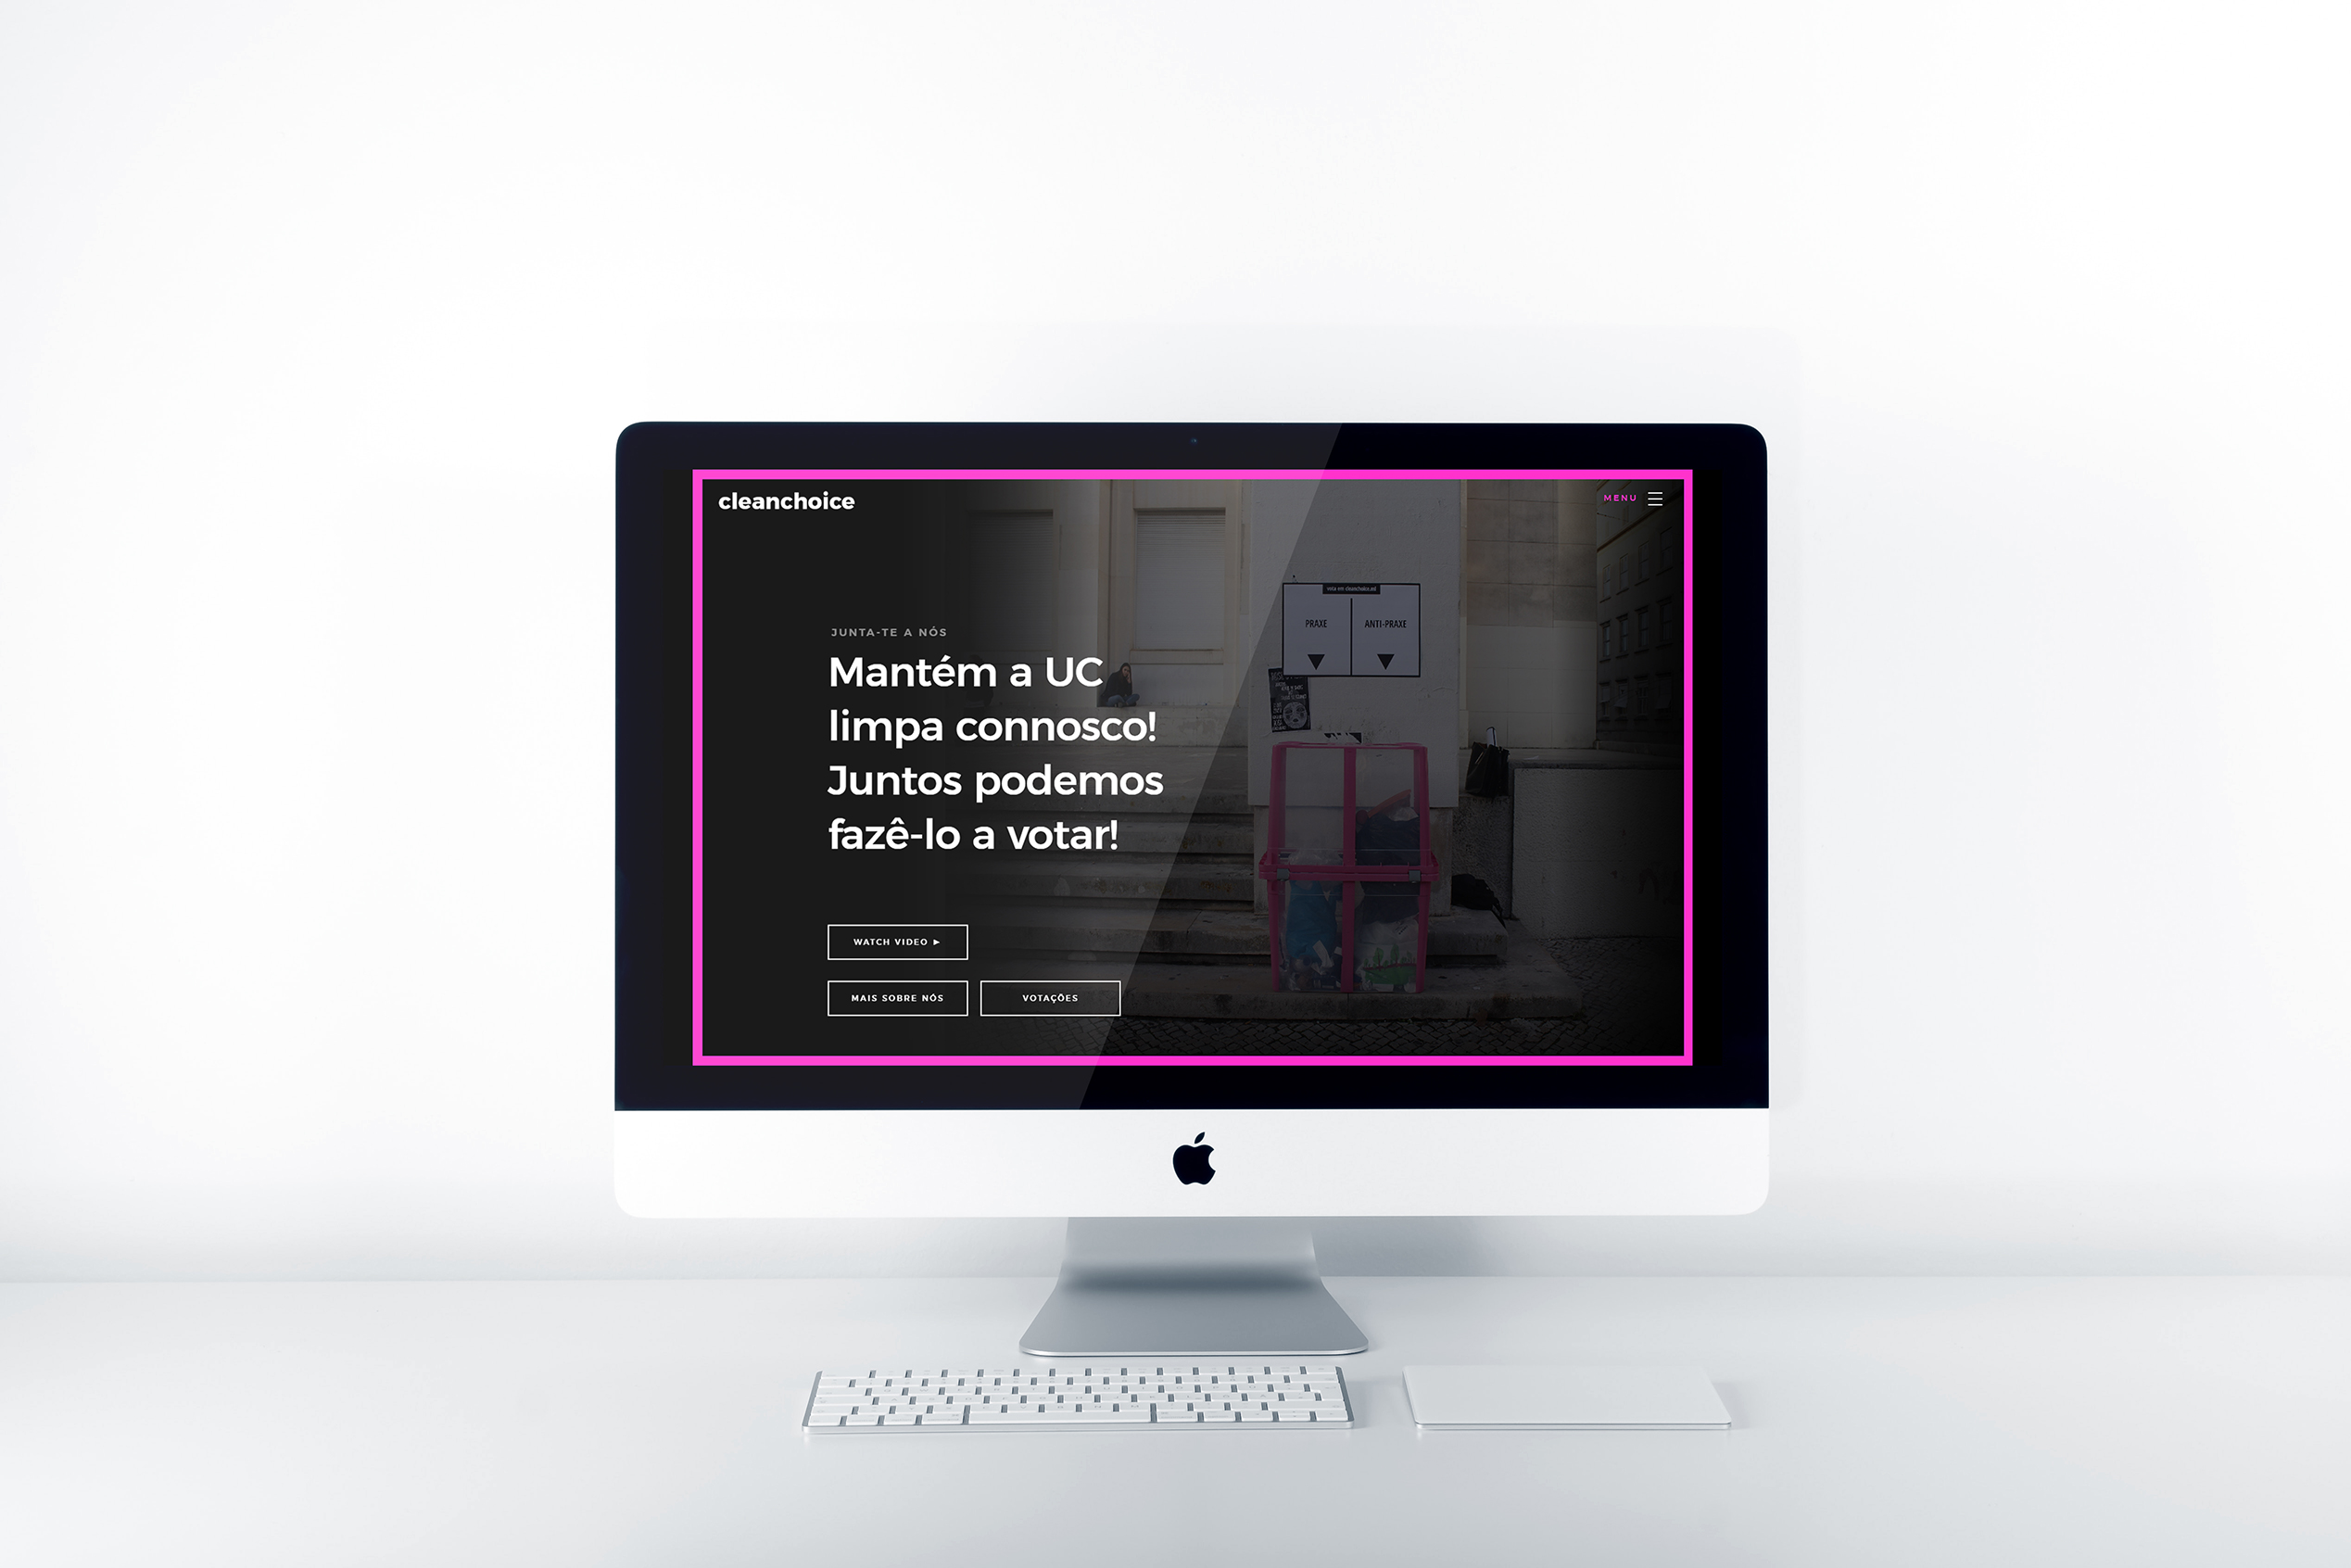 cleanchoice
MENU
vota em cleanchoice.ml
PRAXE
ANTI-PRAXE
JUNTA-TE A NÓS
Mantém a UC
limpa connosco!
Juntos podemos
fazê-lo a votar!
WATCH VIDEO
MAIS SOBRE NÓS
VOTAÇÕES